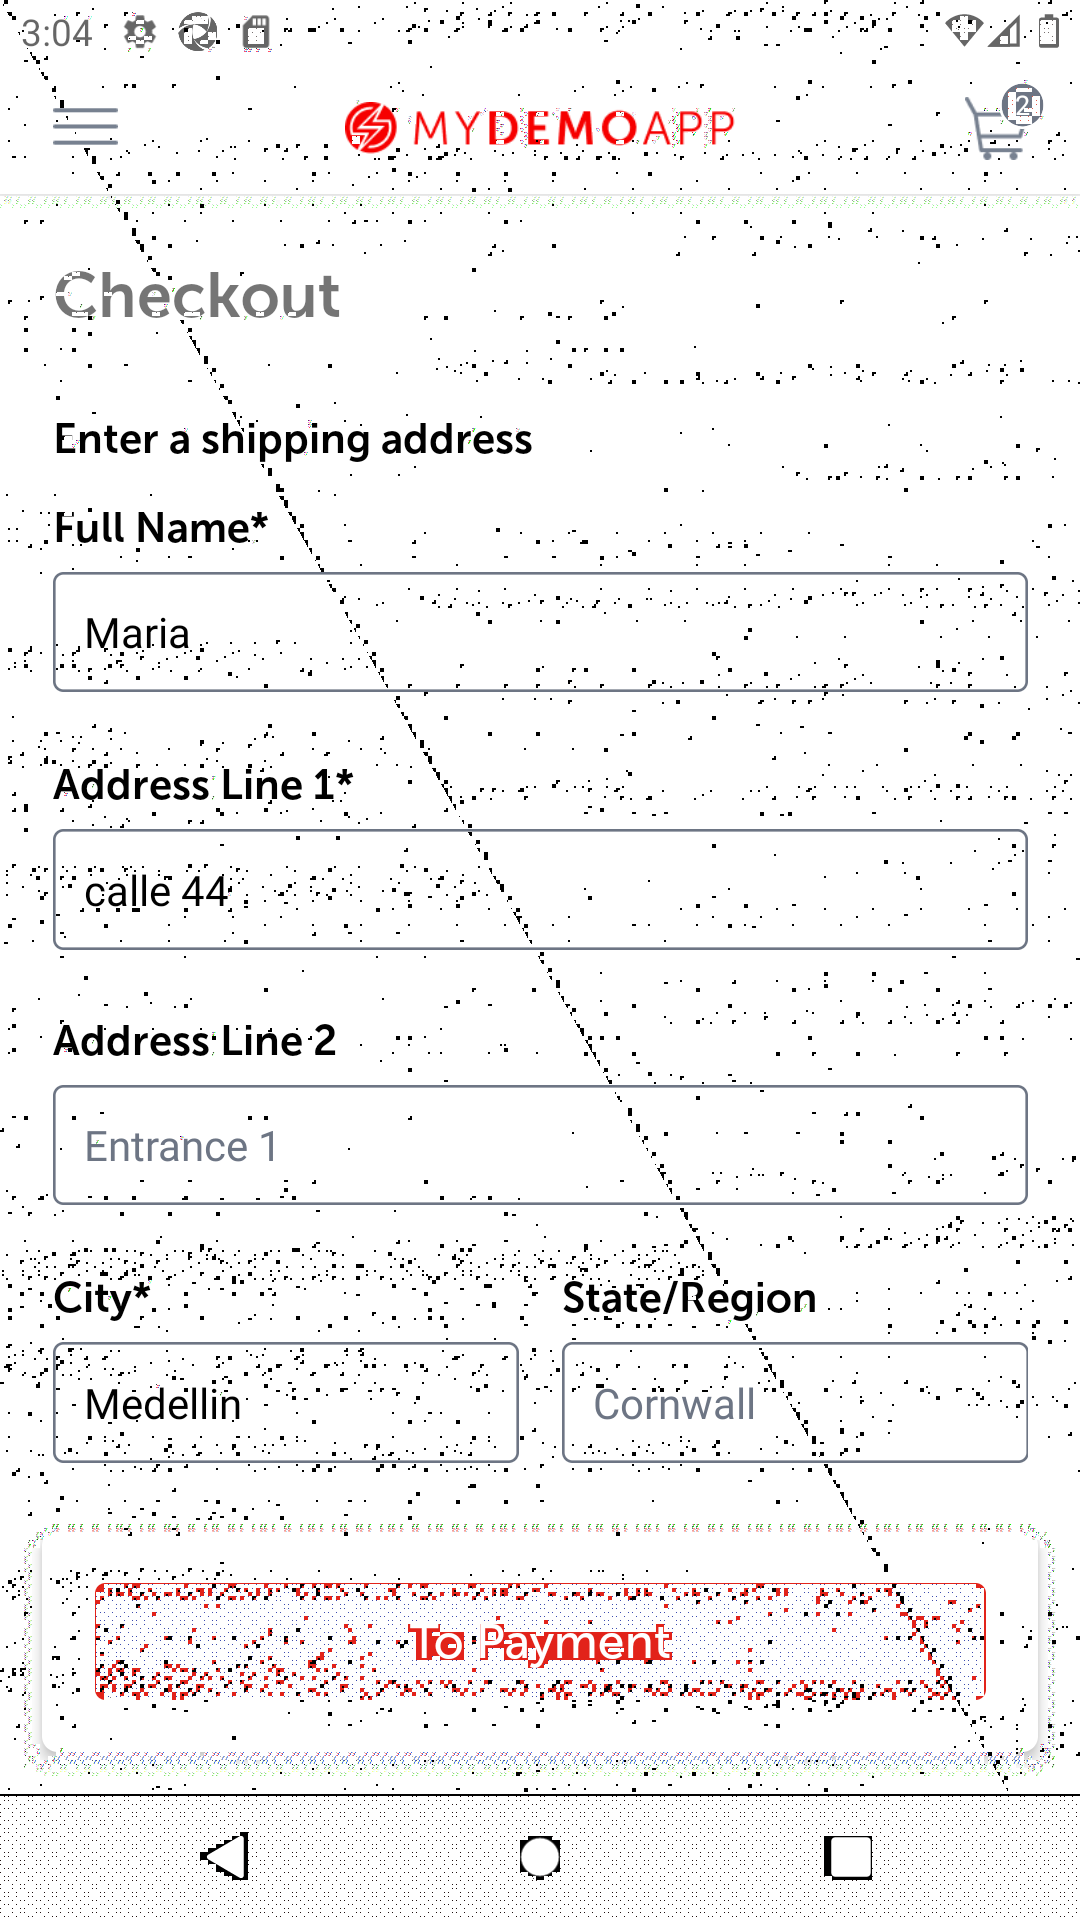 3:04
MYDEMOAPP
2
Checkout
Enter a shipping address
Full Name*
Maria
Address Line 1*
calle 44
Address Line 2
Entrance 1
City*
State/Region
Medellin
Cornwall
To Payment